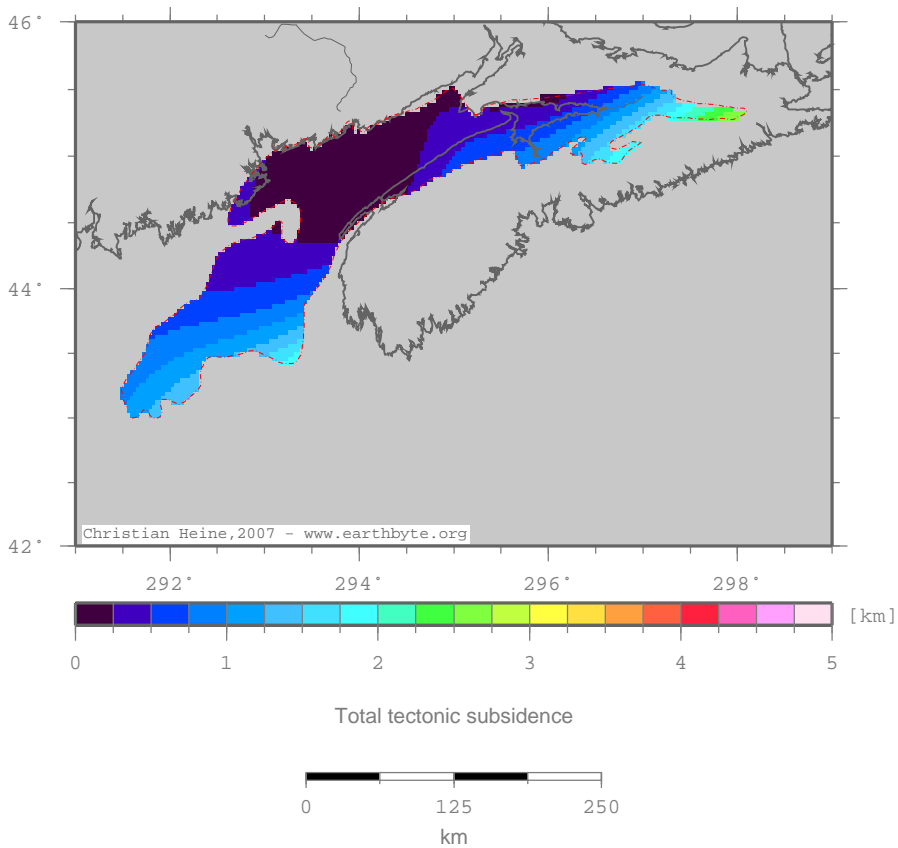 46°
44°
42°
Christian Heine,2007 - www.earthbyte.org
292° 294° 296° 298°
[km]
0 1 2 3 4 5
Total tectonic subsidence
0 125 250
km